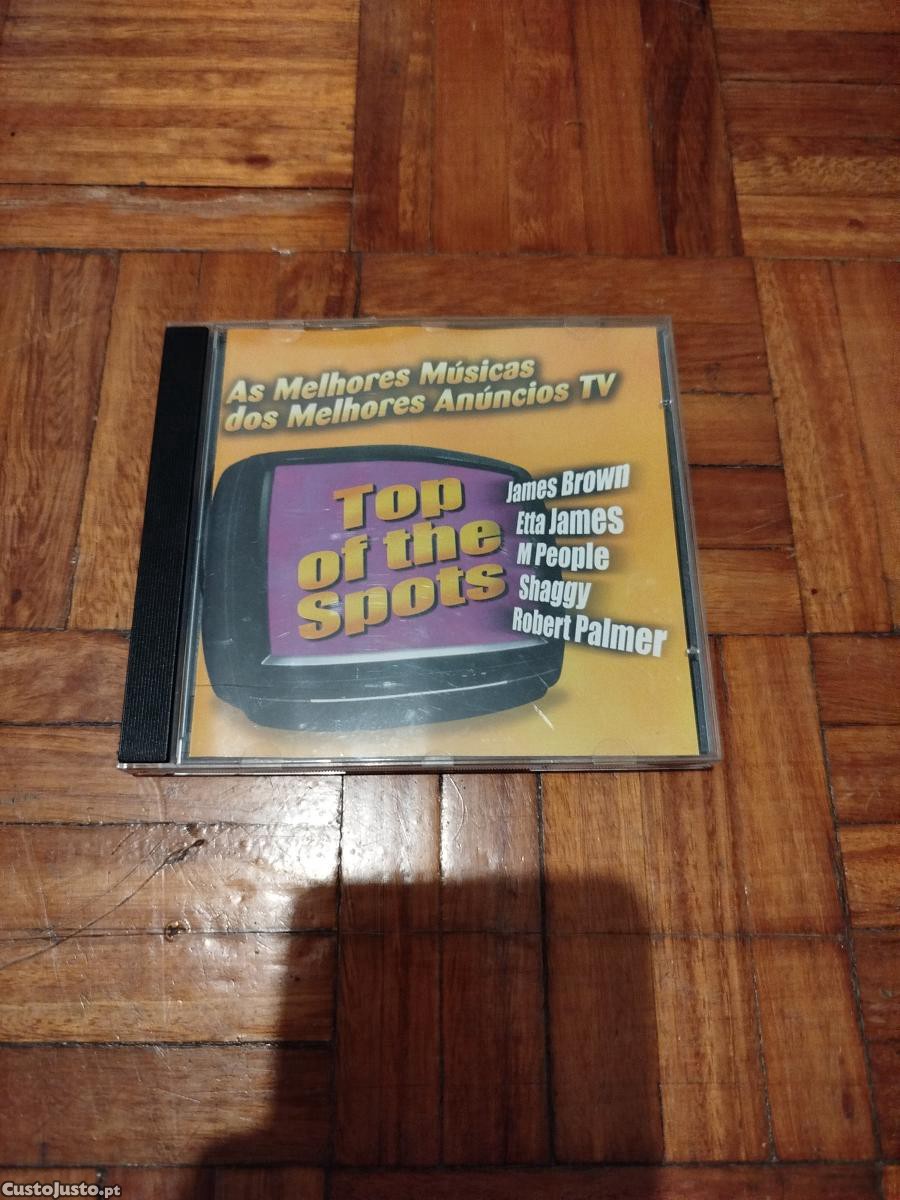 As Melhores Músicas
dos Melhores Anúncios TV
Top
of the
Spots
James Brown
Etta James
M People
Shaggy
Robert Palmer
CustoJusto.pt